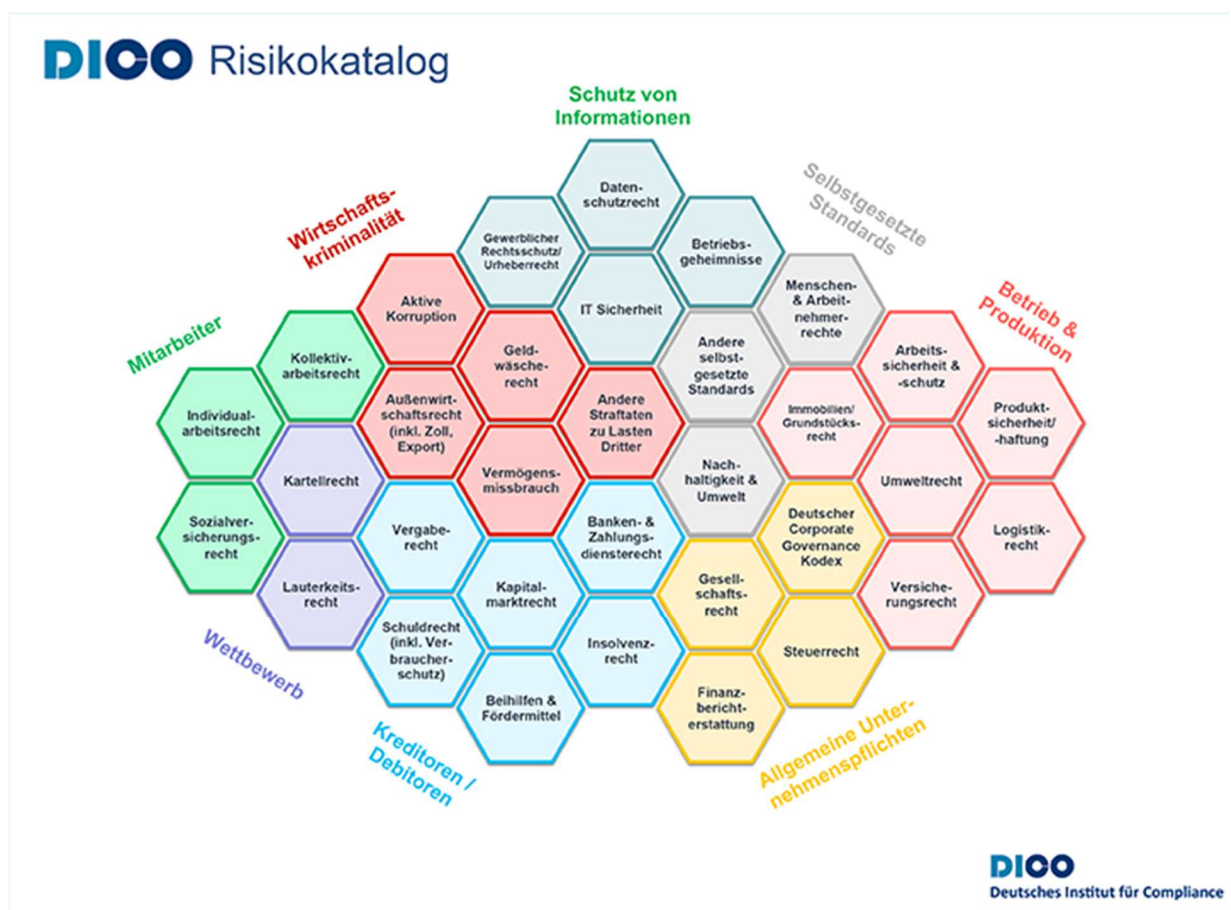 DICO Risikokatalog
Schutz von
Informationen
Daten-
schutzrecht
Gewerblicher
Rechtsschutz/
Urheberrecht
Betriebs-
geheimnisse
IT Sicherheit
Wirtschafts-
kriminalität
Aktive
Korruption
Geld-
wäsche-
recht
Außenwirt-
schaftsrecht
(inkl. Zoll,
Export)
Andere
Straftaten
zu Lasten
Dritter
Vermögens-
missbrauch
Selbstgesetzte
Standards
Menschen-
& Arbeit-
nehmer-
rechte
Andere
selbst-
gesetzte
Standards
Nach-
haltigkeit &
Umwelt
Betrieb &
Produktion
Arbeits-
sicherheit &
-schutz
Immobilien/
Grundstücks-
recht
Produkt-
sicherheit/
-haftung
Umweltrecht
Logistik-
recht
Versiche-
rungsrecht
Mitarbeiter
Kollektiv-
arbeitsrecht
Individual-
arbeitsrecht
Sozialver-
sicherungs-
recht
Kartellrecht
Lauterkeits-
recht
Wettbewerb
Vergabe-
recht
Banken- &
Zahlungs-
diensterecht
Kapital-
marktrecht
Schuldrecht
(inkl. Ver-
braucher-
schutz)
Insolvenz-
recht
Beihilfen &
Fördermittel
Kreditoren /
Debitoren
Deutscher
Corporate
Governance
Kodex
Gesell-
schafts-
recht
Steuerrecht
Finanz-
bericht-
erstattung
Allgemeine Unter-
nehmenspflichten
DICO
Deutsches Institut für Compliance